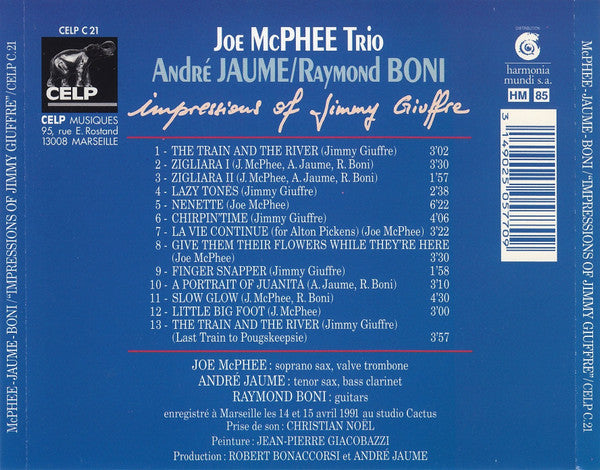 McPHEE-JAUME-BONI/"IMPRESSIONS OF JIMMY GIUFFRE"/CELP C.21
CELP C 21
CELP
CELP MUSIQUES
95, rue E. Rostand
13008 MARSEILLE
JOE McPHEE TRIO
André JAUME/RAYMOND BONI
impressions of Jimmy Giuffre
DISTRIBUTION
harmonia
mundi s.a.
HM 85
3 149025 057709
1 - THE TRAIN AND THE RIVER (Jimmy Giuffre) 3'02
2 - ZIGLIARA I (J. McPhee, A. Jaume, R. Boni) 3'30
3 - ZIGLIARA II (J. McPhee, A. Jaume, R. Boni) 1'57
4 - LAZY TONES (Jimmy Giuffre) 2'38
5 - NENETTE (Joe McPhee) 6'22
6 - CHIRPIN'TIME (Jimmy Giuffre) 4'06
7 - LA VIE CONTINUE (for Alton Pickens) (Joe McPhee) 3'22
8 - GIVE THEM THEIR FLOWERS WHILE THEY'RE HERE
(Joe McPhee) 3'30
9 - FINGER SNAPPER (Jimmy Giuffre) 1'58
10 - A PORTRAIT OF JUANITA (A. Jaume, R. Boni) 3'10
11 - SLOW GLOW (J. McPhee, R. Boni) 4'30
12 - LITTLE BIG FOOT (J. McPhee) 3'00
13 - THE TRAIN AND THE RIVER (Jimmy Giuffre)
(Last Train to Pougskeepsie) 3'57
JOE McPHEE : soprano sax, valve trombone
ANDRÉ JAUME : tenor sax, bass clarinet
RAYMOND BONI : guitars
enregistré à Marseille les 14 et 15 avril 1991 au studio Cactus
Prise de son : CHRISTIAN NOËL
Peinture : JEAN-PIERRE GIACOBAZZI
Production : ROBERT BONACCORSI et ANDRÉ JAUME
McPHEE-JAUME-BONI/"IMPRESSIONS OF JIMMY GIUFFRE"/CELP C.21